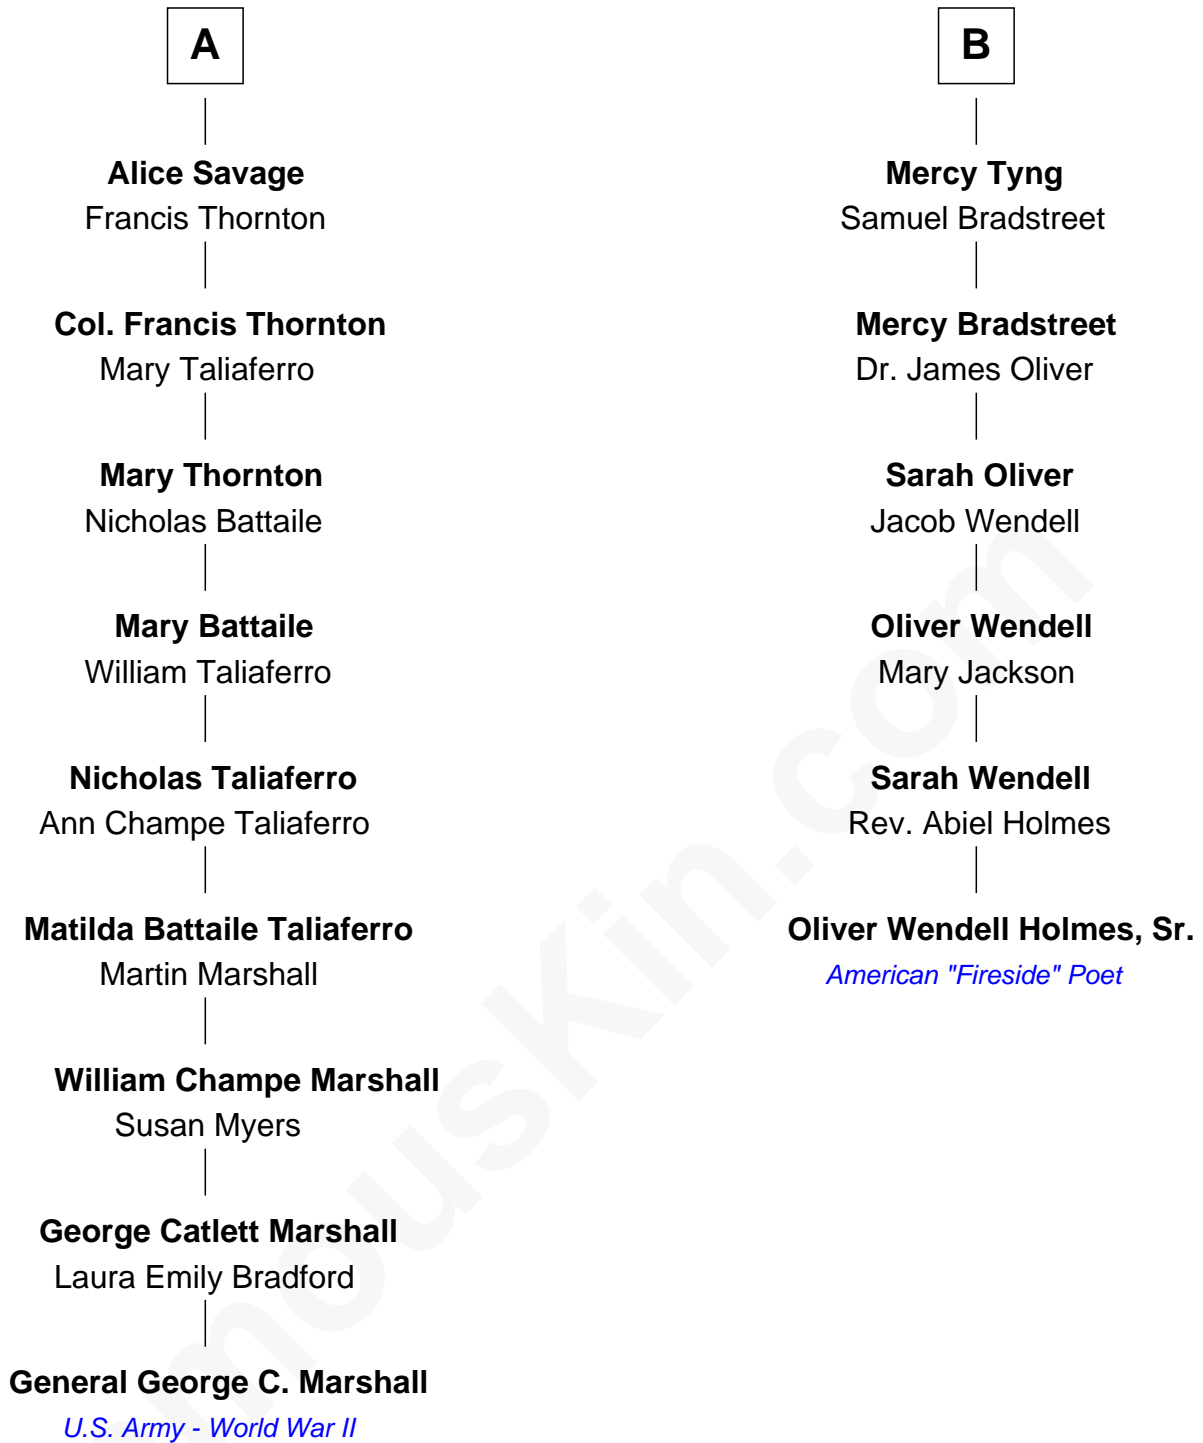 A
Alice Savage
Francis Thornton
Col. Francis Thornton
Mary Taliaferro
Mary Thornton
Nicholas Battaile
Mary Battaile
William Taliaferro
Nicholas Taliaferro
Ann Champe Taliaferro
Matilda Battaile Taliaferro
Martin Marshall
William Champe Marshall
Susan Myers
George Catlett Marshall
Laura Emily Bradford
General George C. Marshall
U.S. Army - World War II
B
Mercy Tyng
Samuel Bradstreet
Mercy Bradstreet
Dr. James Oliver
Sarah Oliver
Jacob Wendell
Oliver Wendell
Mary Jackson
Sarah Wendell
Rev. Abiel Holmes
Oliver Wendell Holmes, Sr.
American "Fireside" Poet
mousKin.com